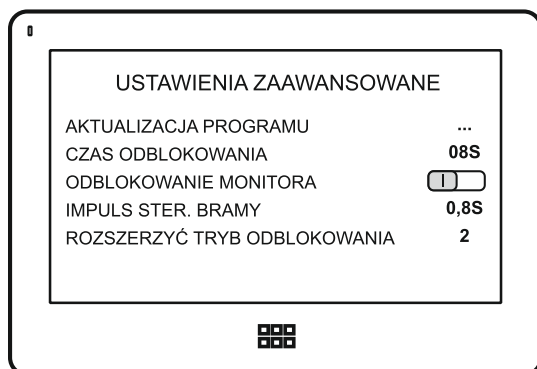 USTAWIENIA ZAAWANSOWANE
AKTUALIZACJA PROGRAMU ...
CZAS ODBLOKOWANIA 08S
ODBLOKOWANIE MONITORA I
IMPULS STER. BRAMY 0,8S
ROZSZERZYĆ TRYB ODBLOKOWANIA 2